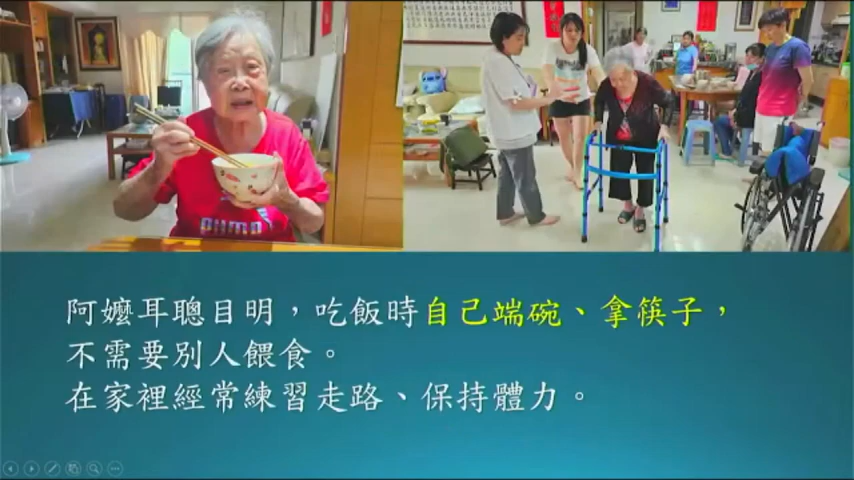 PUMA
阿嬤耳聰目明，吃飯時自己端碗、拿筷子，
不需要別人餵食。
在家裡經常練習走路、保持體力。